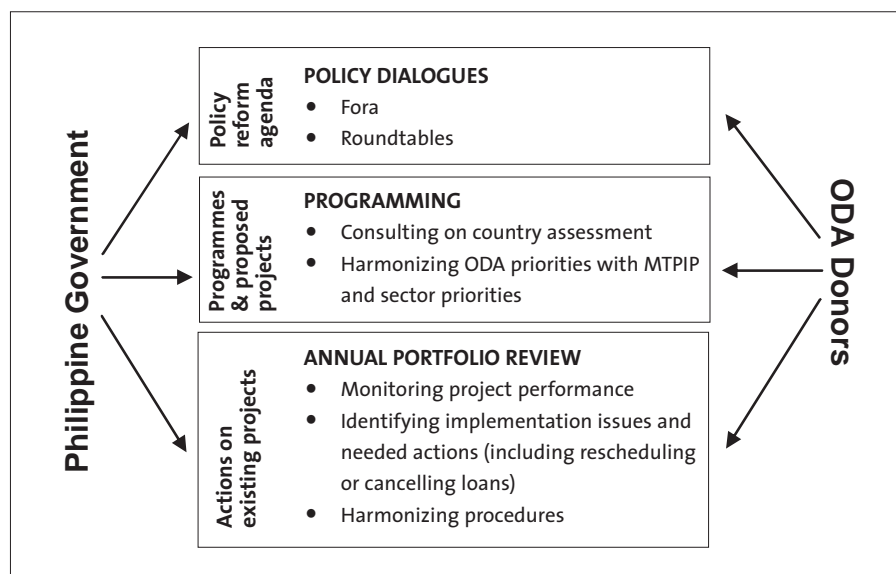 Philippine Government
Policy
reform
agenda
POLICY DIALOGUES
• Fora
• Roundtables
Programmes
& proposed
projects
PROGRAMMING
• Consulting on country assessment
• Harmonizing ODA priorities with MTPIP
and sector priorities
Actions on
existing projects
ANNUAL PORTFOLIO REVIEW
• Monitoring project performance
• Identifying implementation issues and
needed actions (including rescheduling
or cancelling loans)
• Harmonizing procedures
ODA Donors